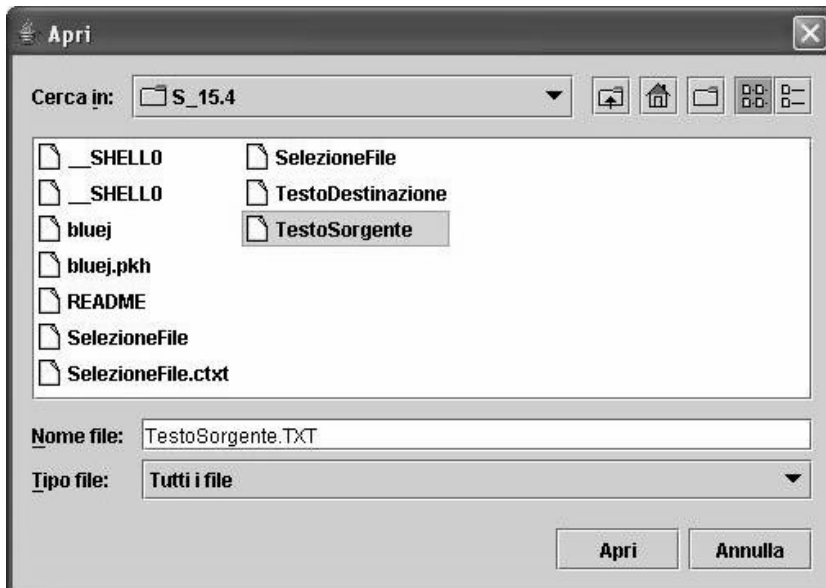 Apri
Cerca in: S_15.4
__SHELL0
__SHELL0
bluej
bluej.pkh
README
SelezioneFile
SelezioneFile.ctxt
SelezioneFile
TestoDestinazione
TestoSorgente
Nome file: TestoSorgente.TXT
Tipo file: Tutti i file
Apri Annulla